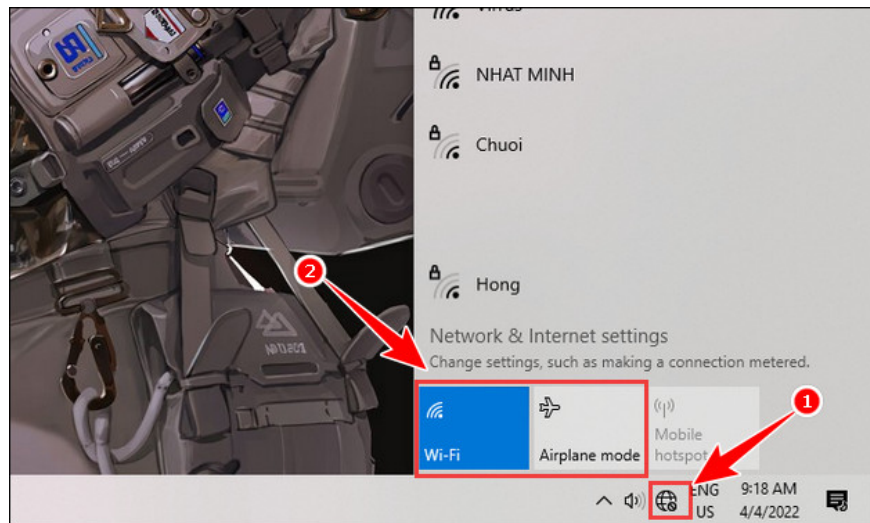 Virrus
NHAT MINH
Chuoi
Hong
Network & Internet settings
Change settings, such as making a connection metered.
Wi-Fi
Airplane mode
Mobile
hotspot
2
1
ENG
US
9:18 AM
4/4/2022